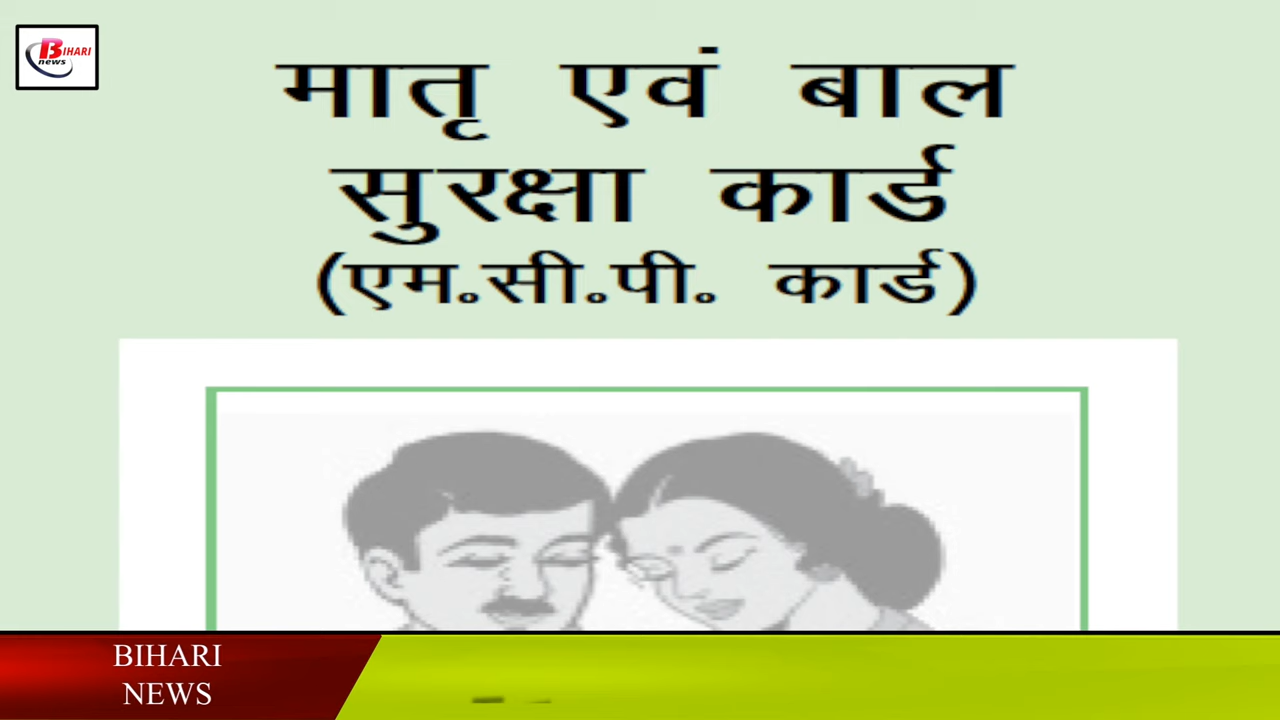 BIHARI
news
मातृ एवं बाल
सुरक्षा कार्ड
(एम.सी.पी. कार्ड)
BIHARI
NEWS